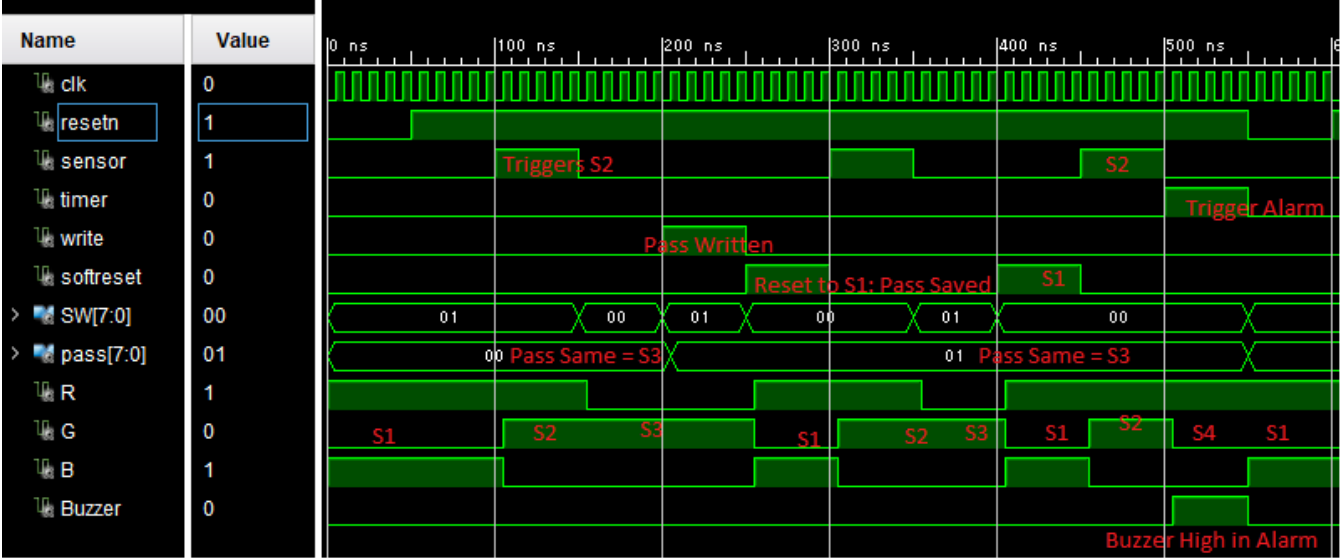 Name Value 0 ns 100 ns 200 ns 300 ns 400 ns 500 ns
clk 0
resetn 1
sensor 1 Triggers S2 S2
timer 0 Trigger Alarm
write 0 Pass Written
softreset 0 Reset to S1: Pass Saved S1
SW[7:0] 00 01 00 01 00 01 00
pass[7:0] 01 00 Pass Same = S3 01 Pass Same = S3
R 1
G 0 S1 S2 S3 S1 S2 S3 S1 S2 S4 S1
B 1
Buzzer 0
Buzzer High in Alarm